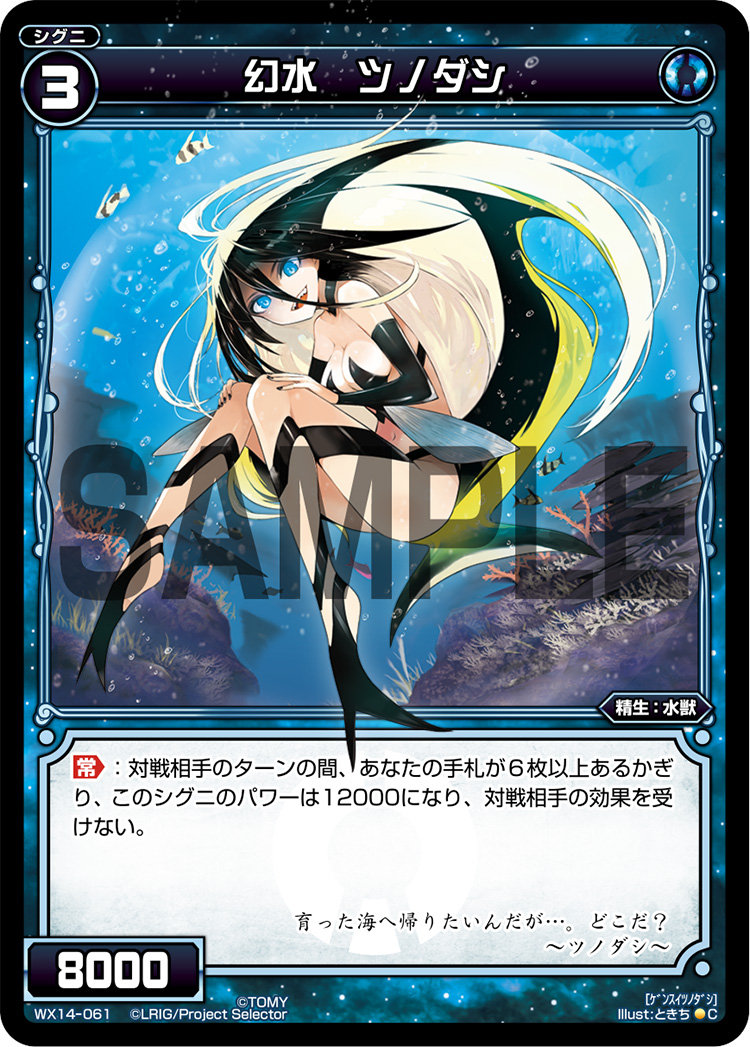 シグニ
3
幻水 ツノダシ
SAMPLE
精生：水獣
常：対戦相手のターンの間、あなたの手札が６枚以上あるかぎ
り、このシグニのパワーは12000になり、対戦相手の効果を受
けない。
育った海へ帰りたいんだが…。どこだ？
～ツノダシ～
8000
WX14-061 ©LRIG/Project Selector
©TOMY
[ｹﾞﾝｽｲﾂﾉﾀﾞｼ]
Illust:ときち C